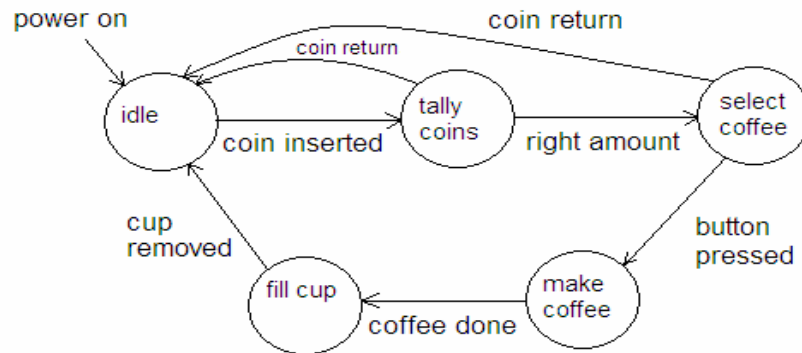 power on
coin return
coin return
idle
tally
coins
select
coffee
coin inserted
right amount
cup
removed
button
pressed
fill cup
make
coffee
coffee done